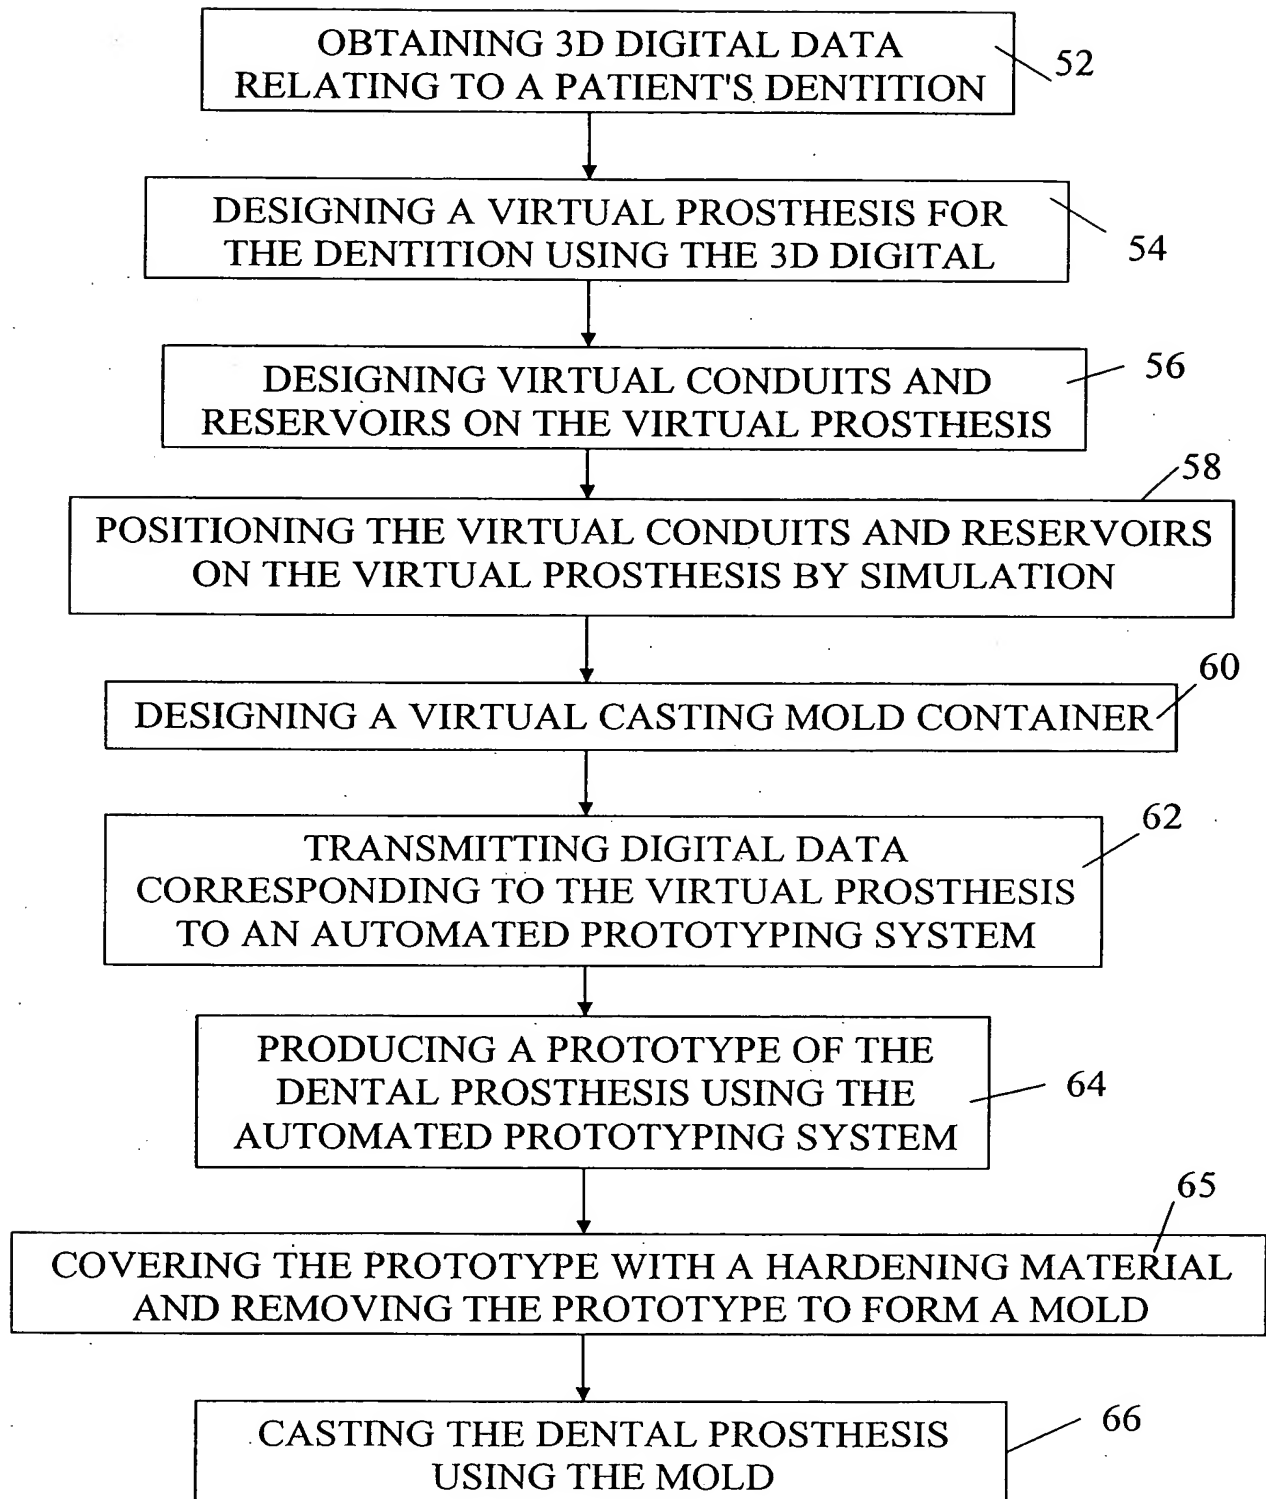 OBTAINING 3D DIGITAL DATA
RELATING TO A PATIENT'S DENTITION
52
DESIGNING A VIRTUAL PROSTHESIS FOR
THE DENTITION USING THE 3D DIGITAL
54
DESIGNING VIRTUAL CONDUITS AND
RESERVOIRS ON THE VIRTUAL PROSTHESIS
56
58
POSITIONING THE VIRTUAL CONDUITS AND RESERVOIRS
ON THE VIRTUAL PROSTHESIS BY SIMULATION
60
DESIGNING A VIRTUAL CASTING MOLD CONTAINER
62
TRANSMITTING DIGITAL DATA
CORRESPONDING TO THE VIRTUAL PROSTHESIS
TO AN AUTOMATED PROTOTYPING SYSTEM
PRODUCING A PROTOTYPE OF THE
DENTAL PROSTHESIS USING THE
AUTOMATED PROTOTYPING SYSTEM
64
65
COVERING THE PROTOTYPE WITH A HARDENING MATERIAL
AND REMOVING THE PROTOTYPE TO FORM A MOLD
CASTING THE DENTAL PROSTHESIS
USING THE MOLD
66